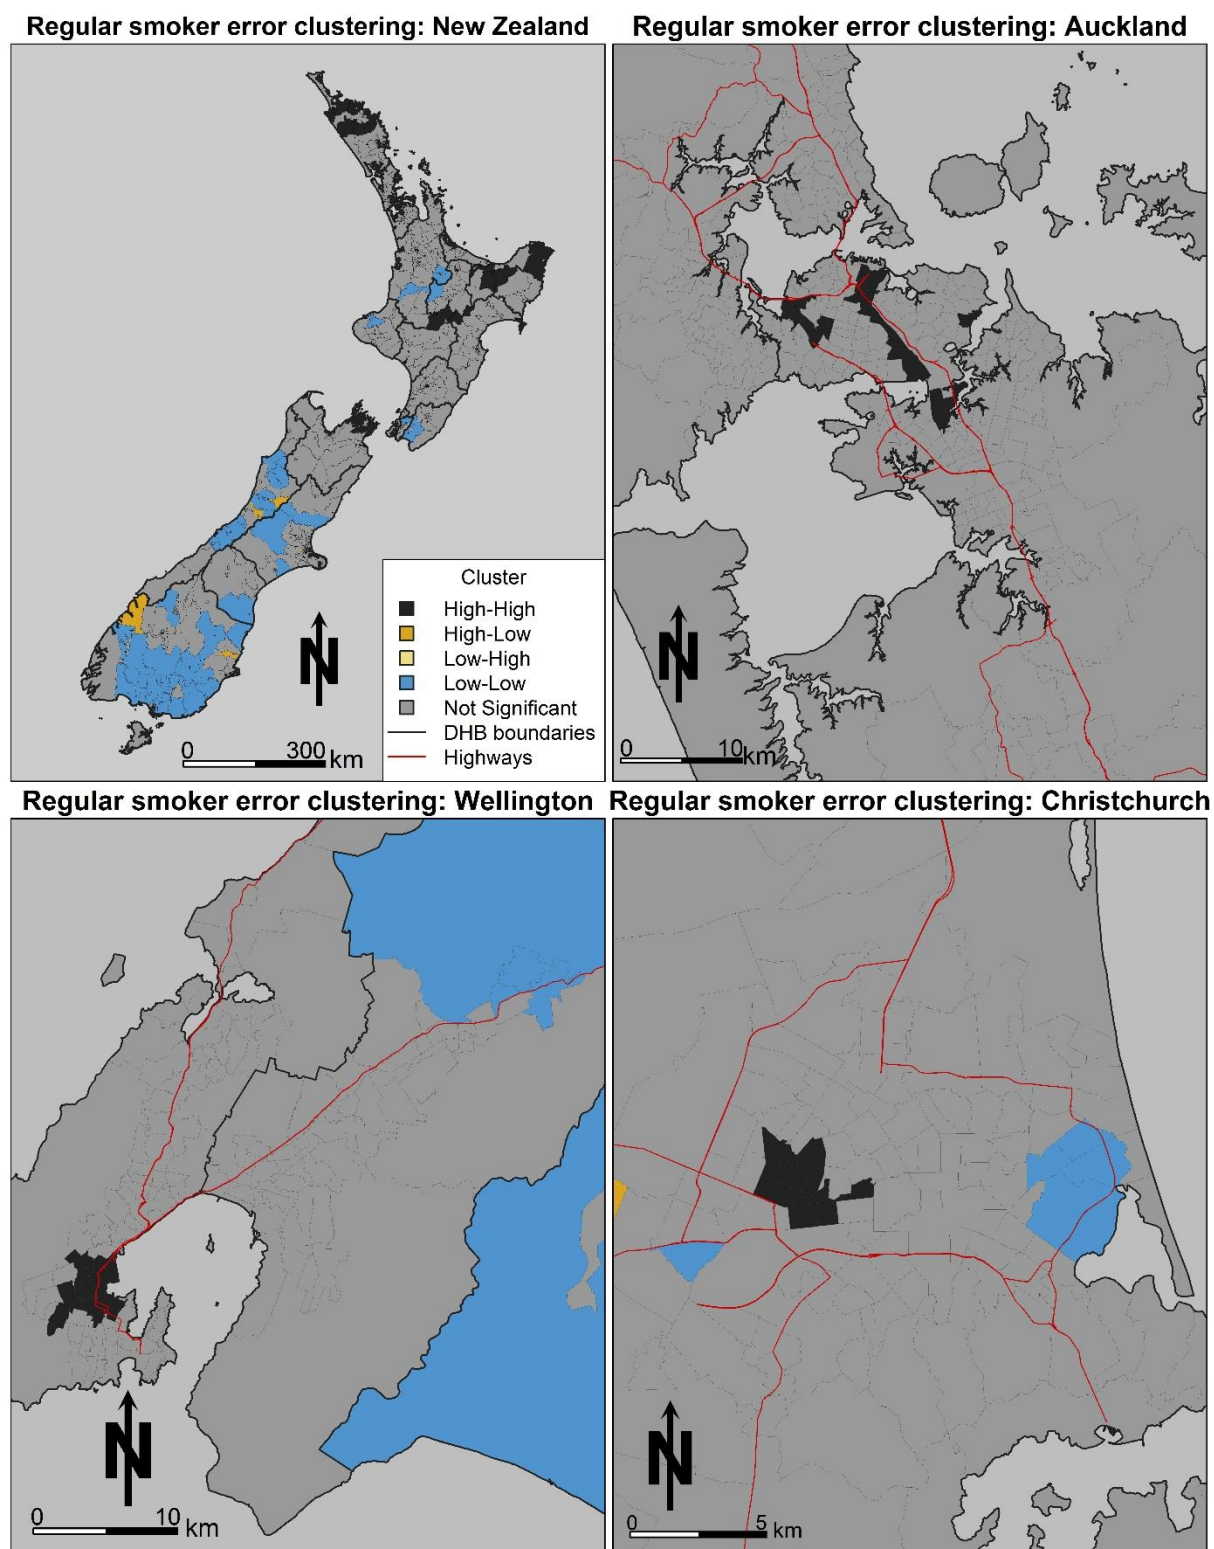 Regular smoker error clustering: New Zealand
Regular smoker error clustering: Auckland
Cluster
High-High
High-Low
Low-High
Low-Low
Not Significant
DHB boundaries
Highways
N
0 300 km
N
0 10 km
Regular smoker error clustering: Wellington
Regular smoker error clustering: Christchurch
N
0 10 km
N
0 5 km